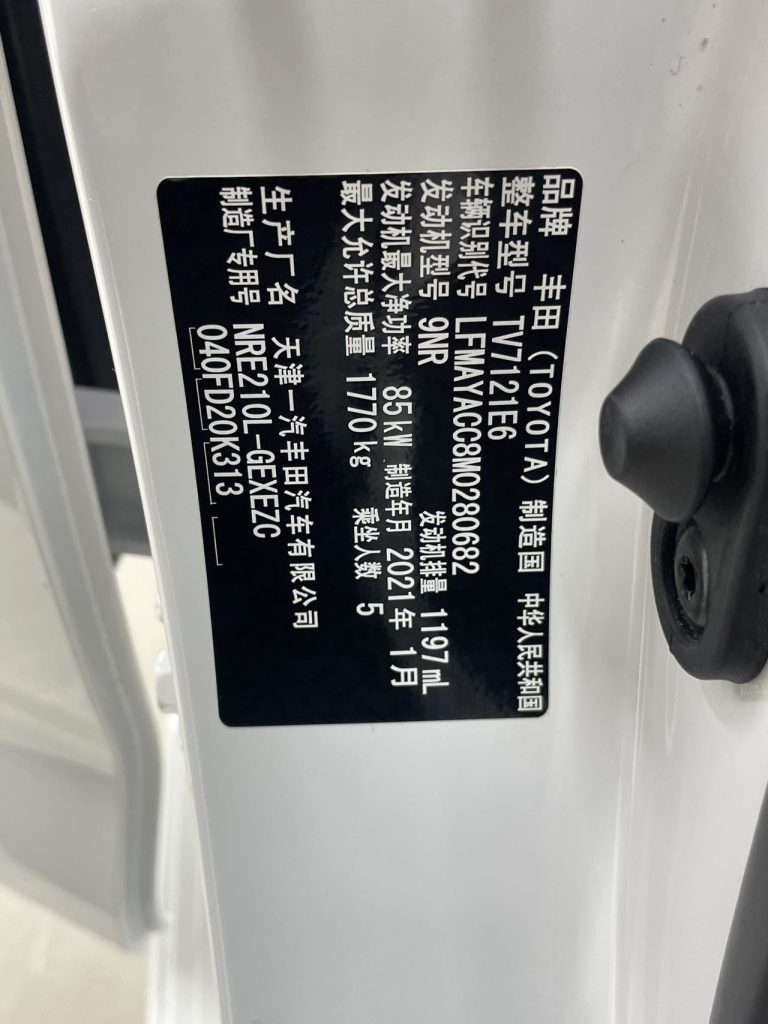 品牌 丰田（TOYOTA）制造国 中华人民共和国
整车型号 TV7121E6
车辆识别代号 LFMAYACC8M0280682
发动机型号 9NR 发动机排量 1197mL
发动机最大净功率 85kW 制造年月 2021年1月
最大允许总质量 1770kg 乘坐人数 5
生产厂名 天津一汽丰田汽车有限公司
制造厂专用号 NRE210L-GEXEZC
040FD20K313